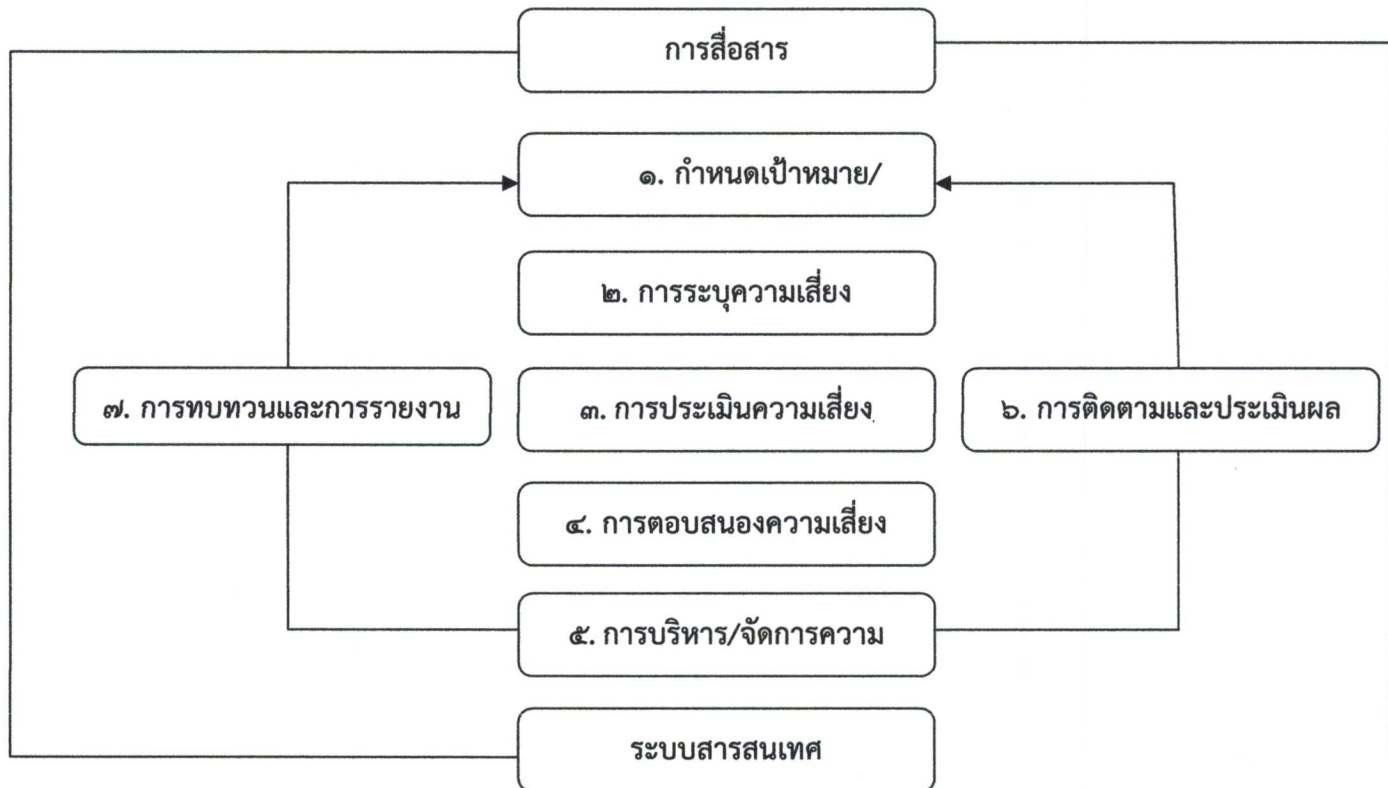 การสื่อสาร
๑. กำหนดเป้าหมาย/
๒. การระบุความเสี่ยง
๗. การทบทวนและการรายงาน
๓. การประเมินความเสี่ยง
๖. การติดตามและประเมินผล
๔. การตอบสนองความเสี่ยง
๕. การบริหาร/จัดการความ
ระบบสารสนเทศ